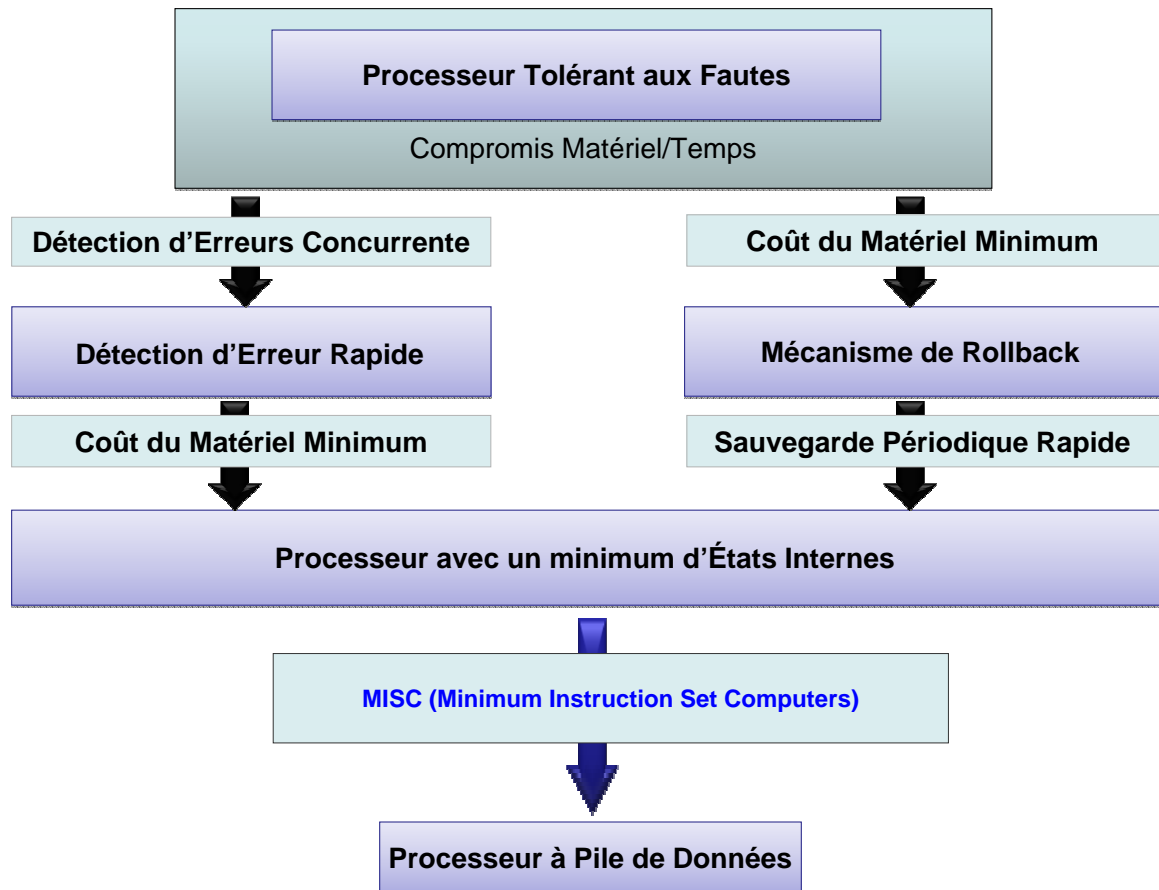 Processeur Tolérant aux Fautes
Compromis Matériel/Temps
Détection d’Erreurs Concurrente
Coût du Matériel Minimum
Détection d’Erreur Rapide
Mécanisme de Rollback
Coût du Matériel Minimum
Sauvegarde Périodique Rapide
Processeur avec un minimum d’États Internes
MISC (Minimum Instruction Set Computers)
Processeur à Pile de Données